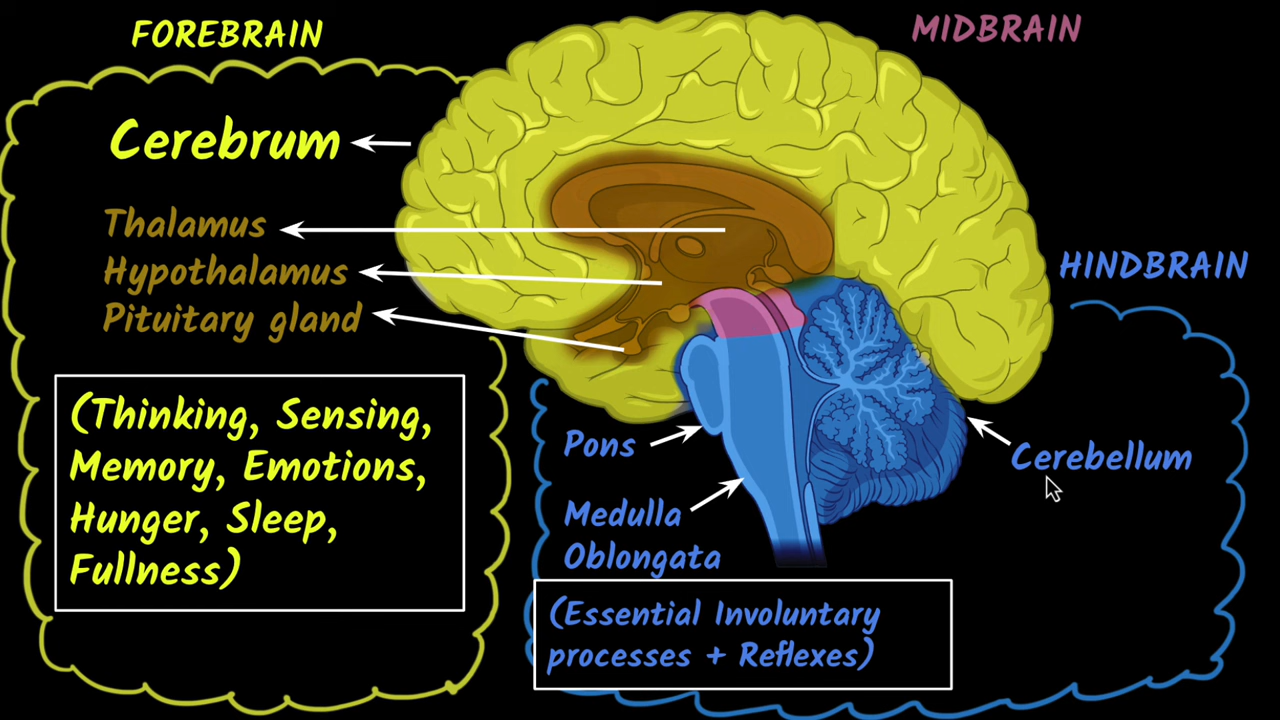 FOREBRAIN
MIDBRAIN
Cerebrum
Thalamus
Hypothalamus
Pituitary gland
(Thinking, Sensing,
Memory, Emotions,
Hunger, Sleep,
Fullness)
HINDBRAIN
Pons
Cerebellum
Medulla
Oblongata
(Essential Involuntary
processes + Reflexes)